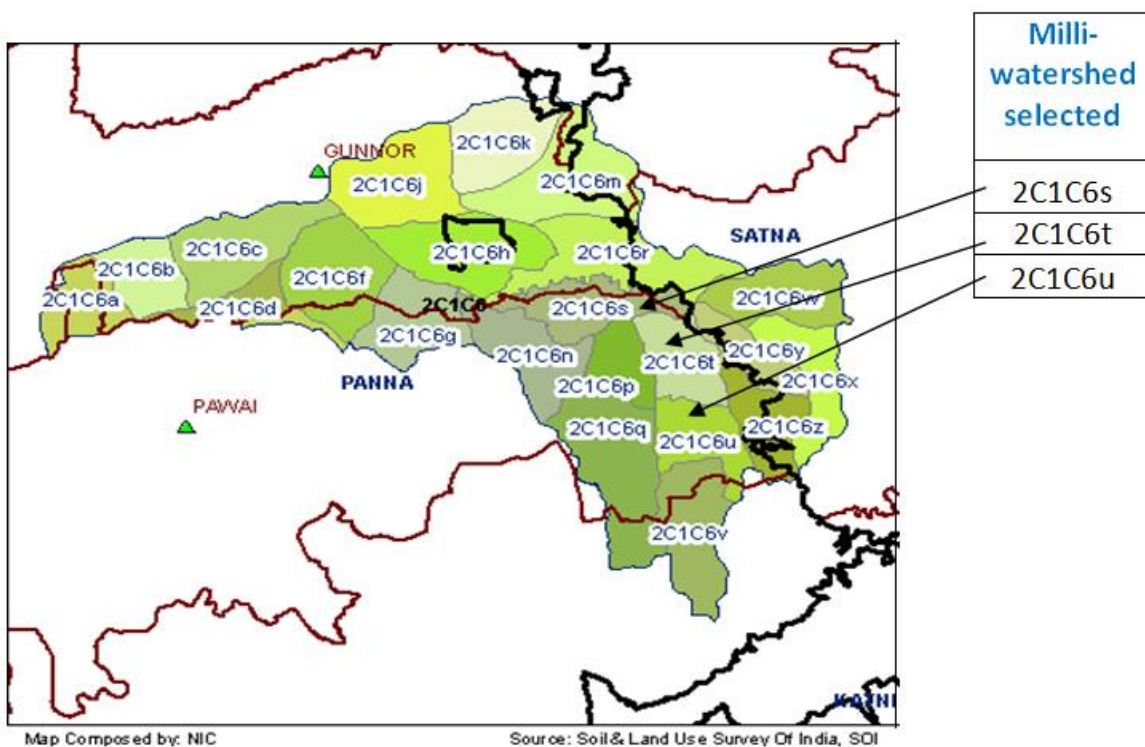 Milli-
watershed
selected
2C1C6s
2C1C6t
2C1C6u
2C1C6k
GUNNOR
2C1C6j
2C1C6m
SATNA
2C1C6c
2C1C6h
2C1C6r
2C1C6b
2C1C6f
2C1C6a
2C1C6d
2C1C6
2C1C6s
2C1C6w
2C1C6g
2C1C6n
2C1C6t
2C1C6y
PANNA
2C1C6p
2C1C6x
PAWAI
2C1C6q
2C1C6u
2C1C6z
2C1C6v
Map Composed by: NIC
Source: Soil & Land Use Survey Of India, SOI